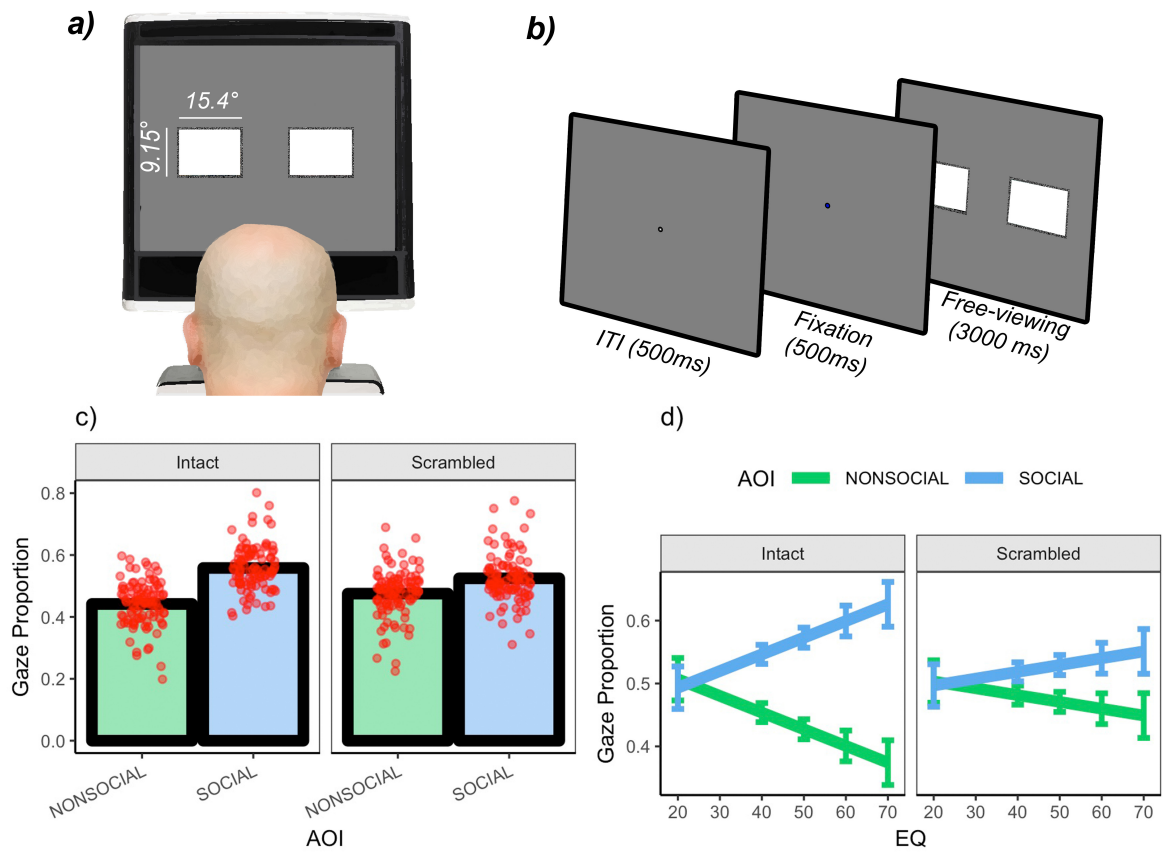 a)
15.4°
9.15°
b)
ITI (500ms)
Fixation
(500ms)
Free-viewing
(3000 ms)
c)
Intact
Scrambled
Gaze Proportion
0.8
0.6
0.4
0.2
0.0
NONSOCIAL
SOCIAL
NONSOCIAL
SOCIAL
AOI
d)
AOI NONSOCIAL SOCIAL
Intact
Scrambled
Gaze Proportion
0.6
0.5
0.4
20 30 40 50 60 70
20 30 40 50 60 70
EQ